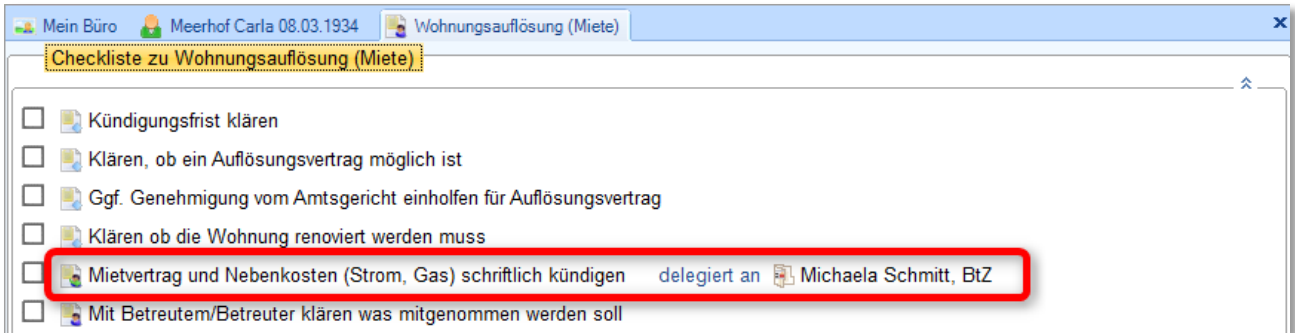 Mein Büro Meerhof Carla 08.03.1934 Wohnungsauflösung (Miete) x
Checkliste zu Wohnungsauflösung (Miete)
Kündigungsfrist klären
Klären, ob ein Auflösungsvertrag möglich ist
Ggf. Genehmigung vom Amtsgericht einholfen für Auflösungsvertrag
Klären ob die Wohnung renoviert werden muss
Mietvertrag und Nebenkosten (Strom, Gas) schriftlich kündigen delegiert an Michaela Schmitt, BtZ
Mit Betreutem/Betreuter klären was mitgenommen werden soll